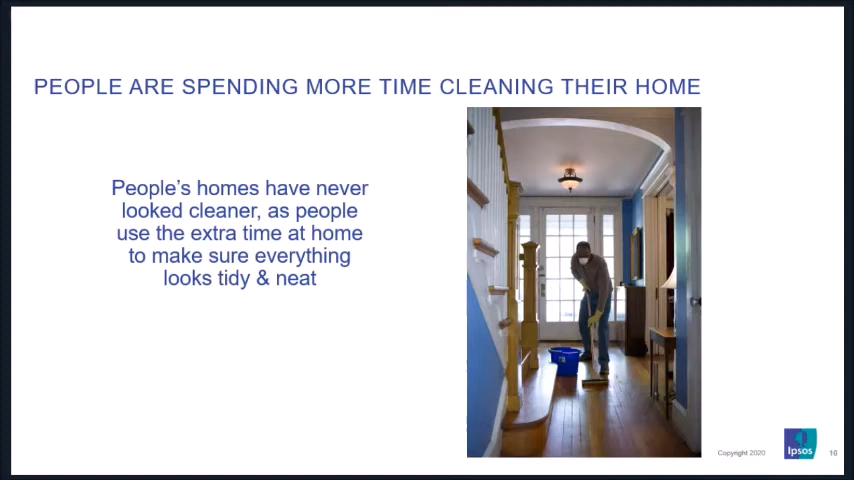 PEOPLE ARE SPENDING MORE TIME CLEANING THEIR HOME
People's homes have never
looked cleaner, as people
use the extra time at home
to make sure everything
looks tidy & neat
Copyright 2020
Ipsos
16